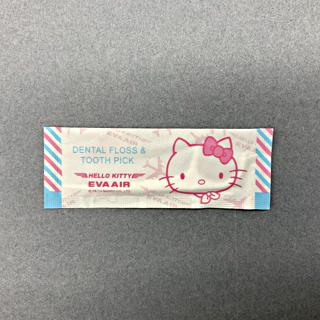 DENTAL FLOSS &
TOOTH PICK
HELLO KITTY
EVA AIR